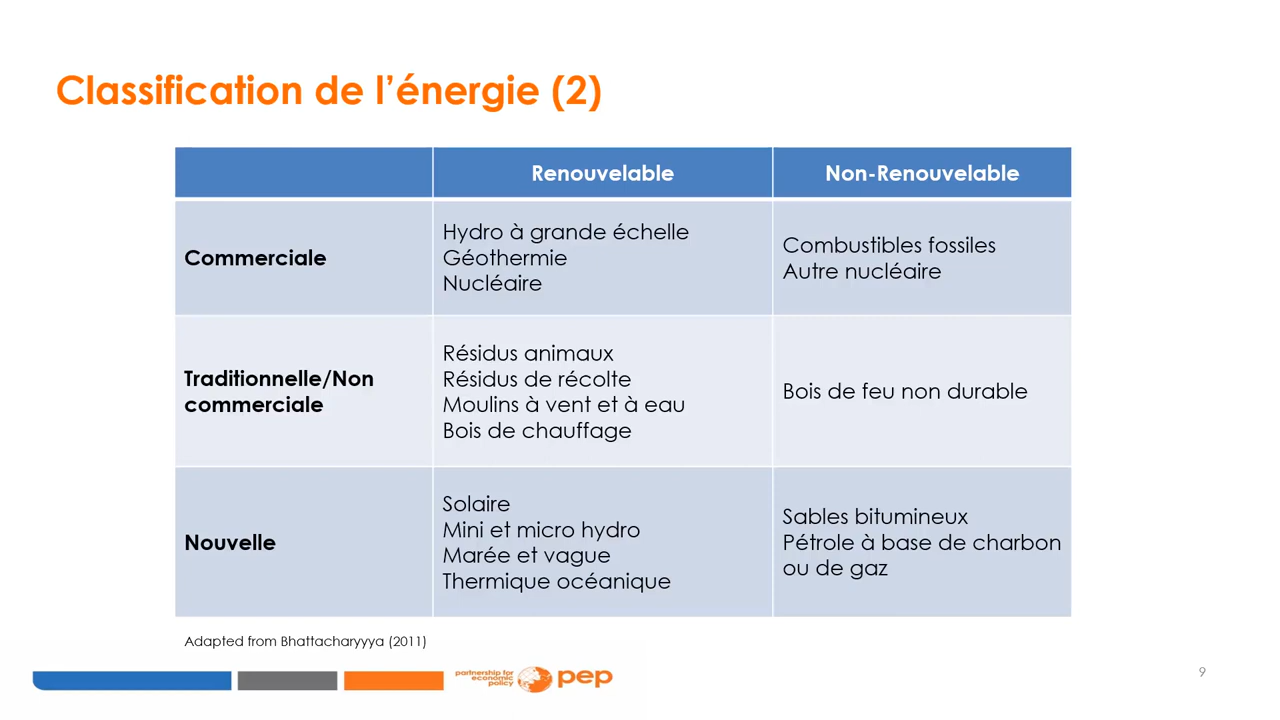 Classification de l’énergie (2)
Renouvelable
Non-Renouvelable
Commerciale
Hydro à grande échelle
Géothermie
Nucléaire
Combustibles fossiles
Autre nucléaire
Traditionnelle/Non
commerciale
Résidus animaux
Résidus de récolte
Moulins à vent et à eau
Bois de chauffage
Bois de feu non durable
Nouvelle
Solaire
Mini et micro hydro
Marée et vague
Thermique océanique
Sables bitumineux
Pétrole à base de charbon
ou de gaz
Adapted from Bhattacharyyya (2011)
partnership for
economic
policy
pep
9